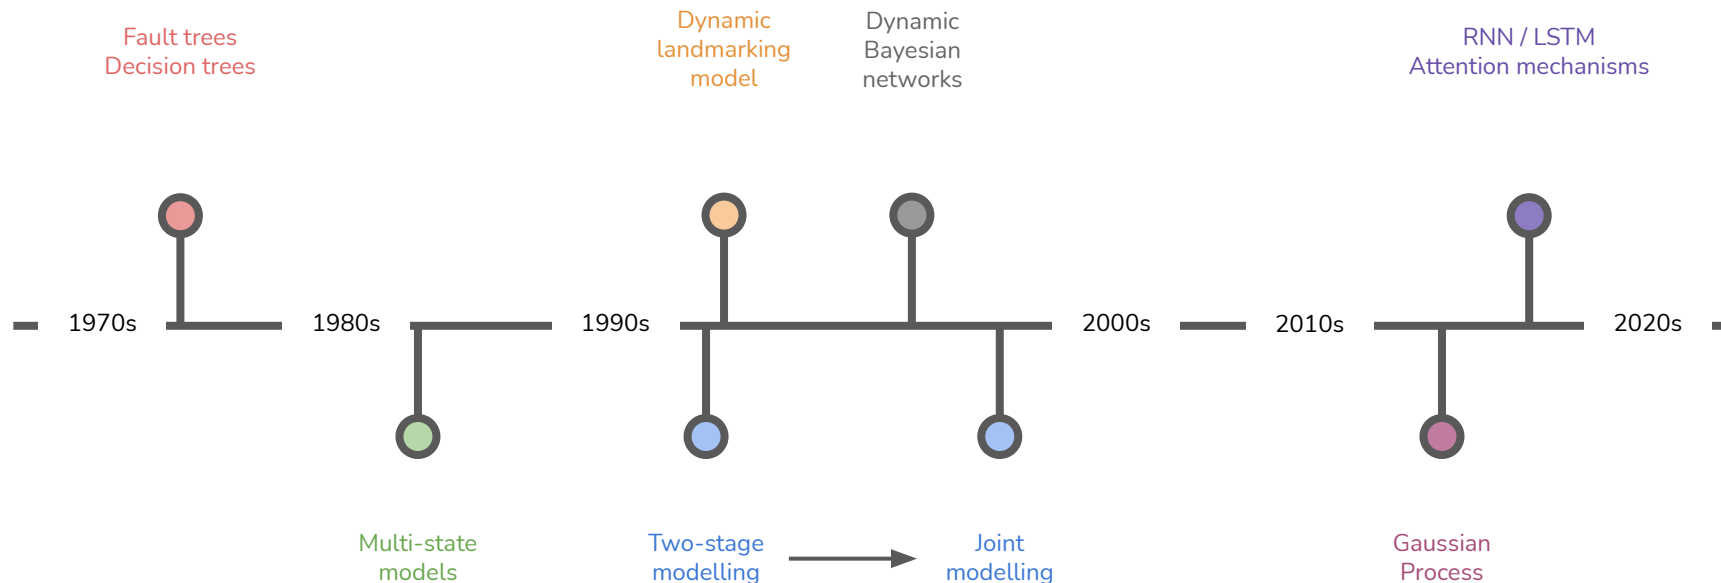 Fault trees
Decision trees
Dynamic
landmarking
model
Dynamic
Bayesian
networks
RNN / LSTM
Attention mechanisms
1970s
1980s
1990s
2000s
2010s
2020s
Multi-state
models
Two-stage
modelling
Joint
modelling
Gaussian
Process